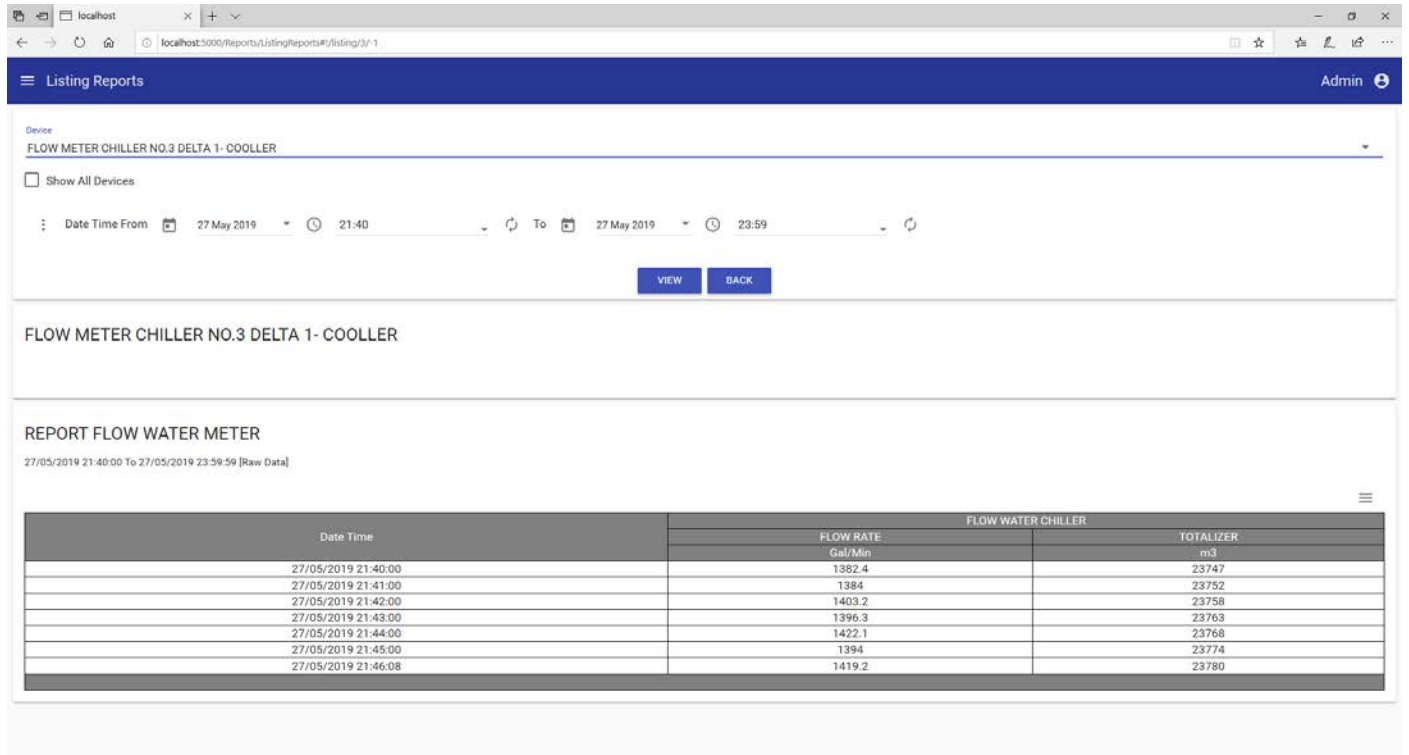 localhost
localhost:5000/Reports/ListingReports#!/listing/3/-1
Listing Reports
Admin
Device
FLOW METER CHILLER NO.3 DELTA 1- COOLLER
Show All Devices
Date Time From 27 May 2019 21:40 To 27 May 2019 23:59
VIEW BACK
FLOW METER CHILLER NO.3 DELTA 1- COOLLER
REPORT FLOW WATER METER
27/05/2019 21:40:00 To 27/05/2019 23:59:59 [Raw Data]
FLOW WATER CHILLER
Date Time FLOW RATE TOTALIZER
Gal/Min m3
27/05/2019 21:40:00 1382.4 23747
27/05/2019 21:41:00 1384 23752
27/05/2019 21:42:00 1403.2 23758
27/05/2019 21:43:00 1396.3 23763
27/05/2019 21:44:00 1422.1 23768
27/05/2019 21:45:00 1394 23774
27/05/2019 21:46:08 1419.2 23780